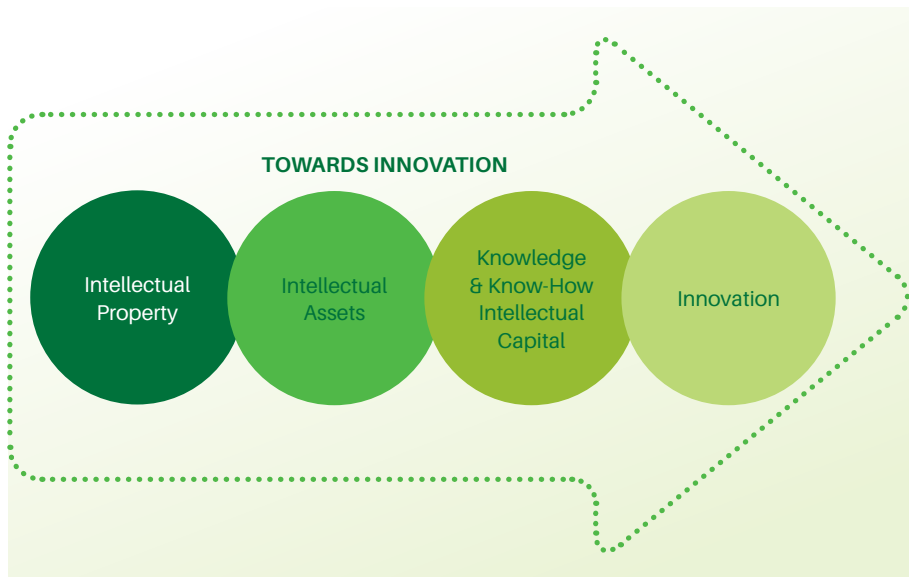 TOWARDS INNOVATION
Intellectual
Property
Intellectual
Assets
Knowledge
& Know-How
Intellectual
Capital
Innovation